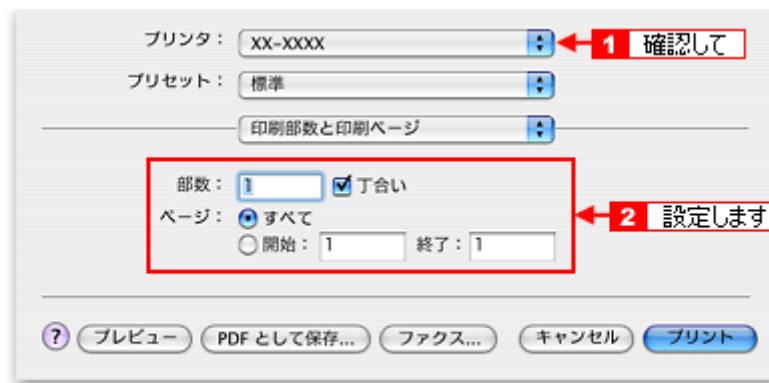 プリンタ： XX-XXXX 1 確認して
プリセット： 標準
印刷部数と印刷ページ
部数： 1 丁合い
ページ： すべて
2 設定します
開始： 1 終了： 1
? プレビュー PDF として保存... ファクス... キャンセル プリント